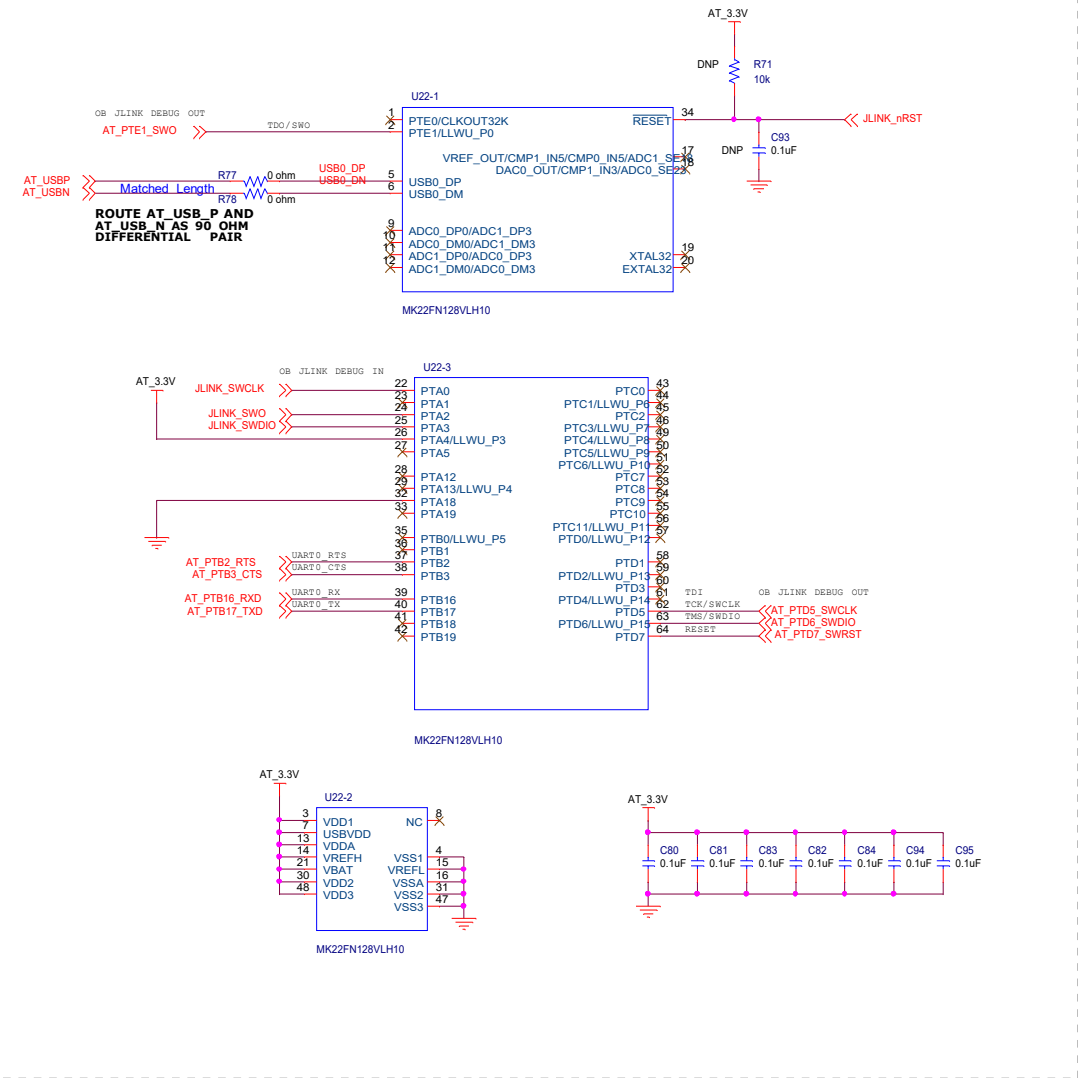 AT_3.3V
DNP
R71
10k
U22-1
OB JLINK DEBUG OUT
AT_PTE1_SWO
TDO/SWO
1
2
PTE0/CLKOUT32K
PTE1/LLWU_P0
RESET
34
JLINK_nRST
DNP
C93
0.1uF
VREF_OUT/CMP1_IN5/CMP0_IN5/ADC1_SE18
17
DAC0_OUT/CMP1_IN3/ADC0_SE23
18
AT_USBP
AT_USBN
Matched Length
R77
0 ohm
R78
0 ohm
USB0_DP
USB0_DN
5
6
USB0_DP
USB0_DM
ROUTE AT_USB_P AND
AT_USB_N AS 90 OHM
DIFFERENTIAL PAIR
9
ADC0_DP0/ADC1_DP3
10
ADC0_DM0/ADC1_DM3
11
ADC1_DP0/ADC0_DP3
12
ADC1_DM0/ADC0_DM3
XTAL32
19
EXTAL32
20
MK22FN128VLH10
U22-3
OB JLINK DEBUG IN
AT_3.3V
JLINK_SWCLK
22
PTA0
23
PTA1
JLINK_SWO
24
PTA2
JLINK_SWDIO
25
PTA3
26
PTA4/LLWU_P3
27
PTA5
28
PTA12
29
PTA13/LLWU_P4
32
PTA18
33
PTA19
35
PTB0/LLWU_P5
36
PTB1
AT_PTB2_RTS
UART0_RTS
37
PTB2
AT_PTB3_CTS
UART0_CTS
38
PTB3
AT_PTB16_RXD
UART0_RX
39
PTB16
AT_PTB17_TXD
UART0_TX
40
PTB17
41
PTB18
42
PTB19
PTC0
43
PTC1/LLWU_P6
44
PTC2
45
PTC3/LLWU_P7
46
PTC4/LLWU_P8
49
PTC5/LLWU_P9
50
PTC6/LLWU_P10
51
PTC7
52
PTC8
53
PTC9
54
PTC10
55
PTC11/LLWU_P11
56
PTD0/LLWU_P12
57
PTD1
58
PTD2/LLWU_P13
59
PTD3
60
PTD4/LLWU_P14
61
TDI
OB JLINK DEBUG OUT
PTD5
62
TCK/SWCLK
AT_PTD5_SWCLK
PTD6/LLWU_P15
63
TMS/SWDIO
AT_PTD6_SWDIO
PTD7
64
RESET
AT_PTD7_SWRST
MK22FN128VLH10
AT_3.3V
U22-2
3
VDD1
7
USBVDD
13
VDDA
14
VREFH
21
VBAT
30
VDD2
48
VDD3
NC
8
VSS1
4
VREFL
15
VSSA
16
VSS2
31
VSS3
47
MK22FN128VLH10
AT_3.3V
C80
0.1uF
C81
0.1uF
C83
0.1uF
C82
0.1uF
C84
0.1uF
C94
0.1uF
C95
0.1uF